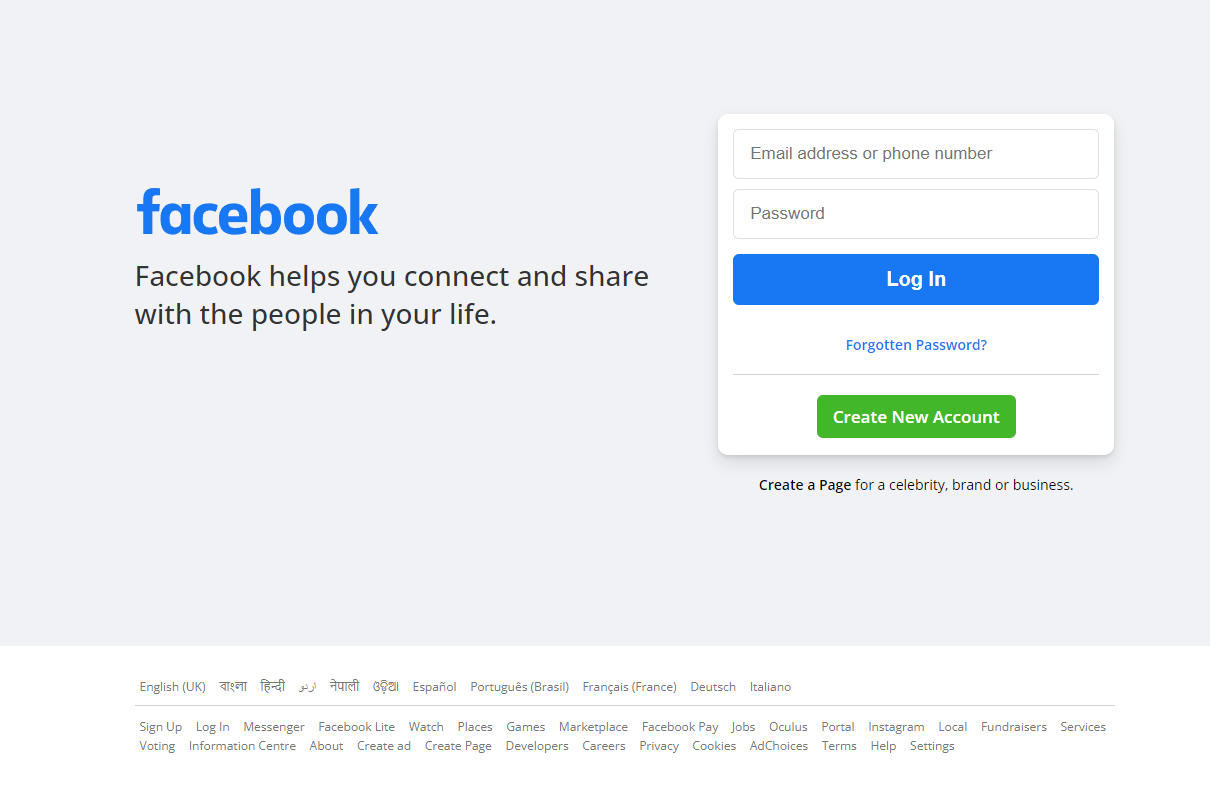 facebook
Facebook helps you connect and share
with the people in your life.
Email address or phone number
Password
Log In
Forgotten Password?
Create New Account
Create a Page for a celebrity, brand or business.
English (UK) বাংলা हिन्दी اردو नेपाली ଓଡ଼ିଆ Español Português (Brasil) Français (France) Deutsch Italiano
Sign Up Log In Messenger Facebook Lite Watch Places Games Marketplace Facebook Pay Jobs Oculus Portal Instagram Local Fundraisers Services
Voting Information Centre About Create ad Create Page Developers Careers Privacy Cookies AdChoices Terms Help Settings